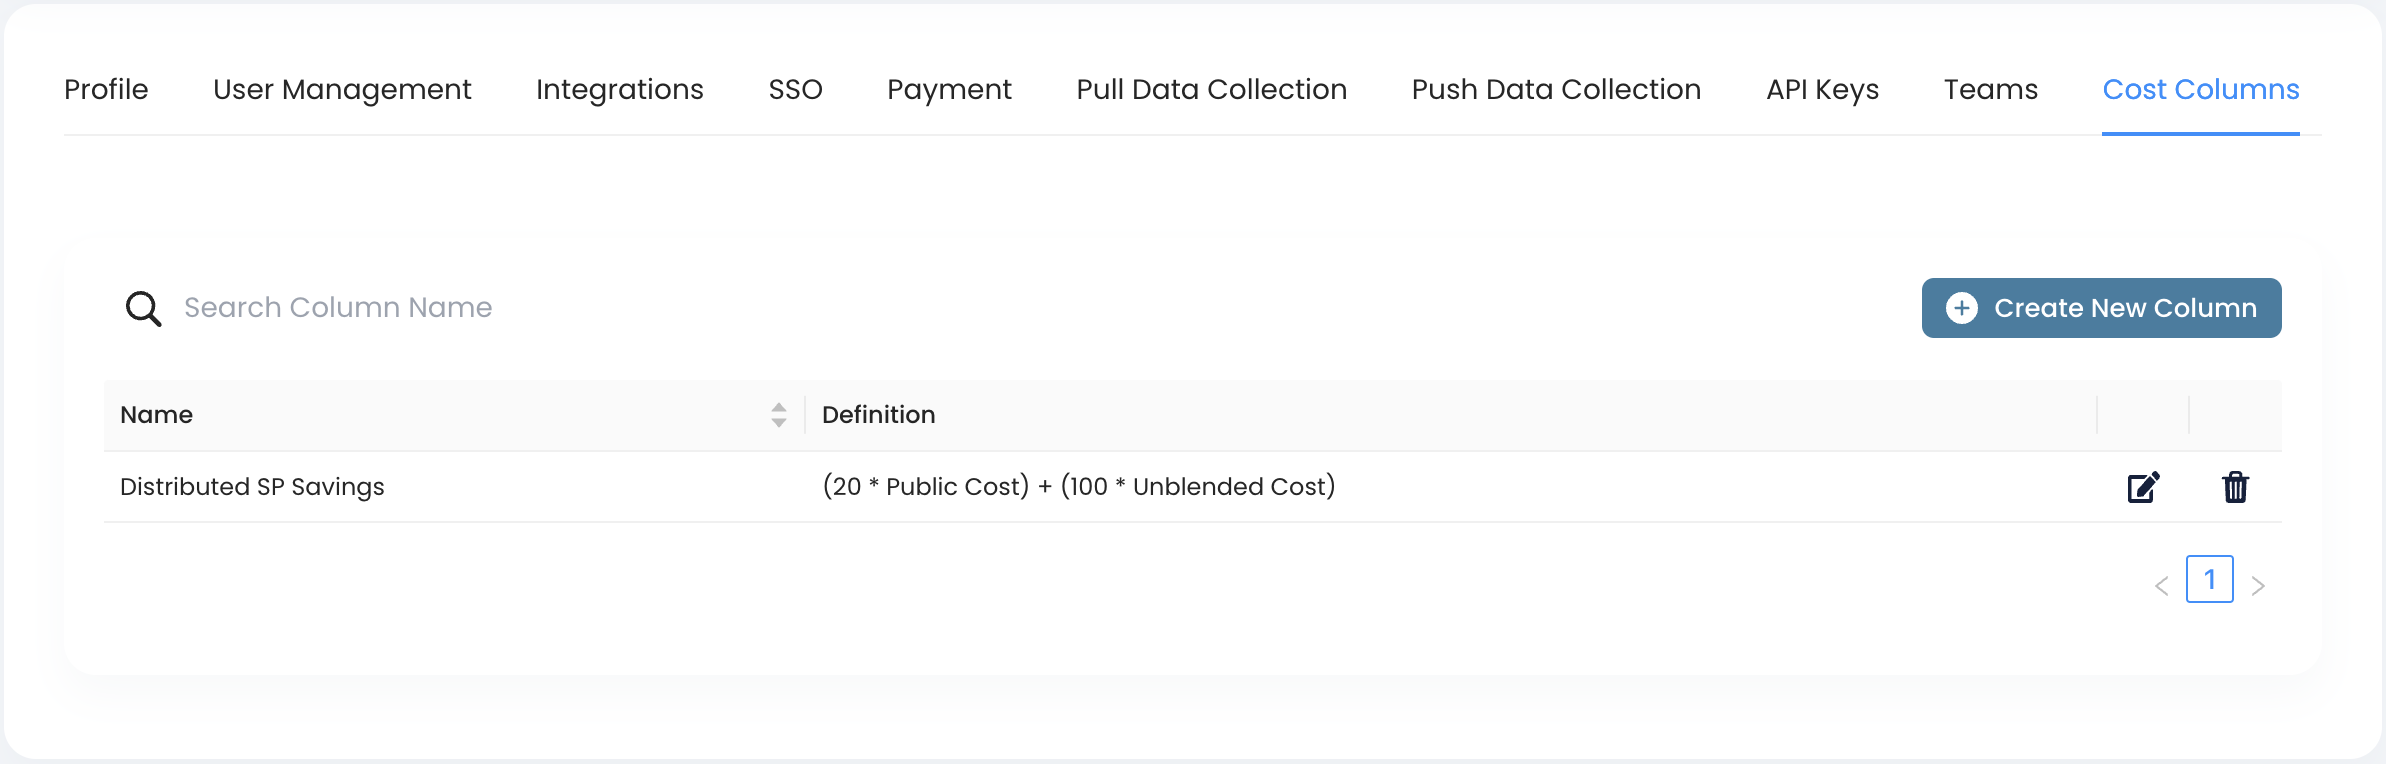 Profile User Management Integrations SSO Payment Pull Data Collection Push Data Collection API Keys Teams Cost Columns
Search Column Name
Create New Column
Name Definition
Distributed SP Savings (20 * Public Cost) + (100 * Unblended Cost)
1